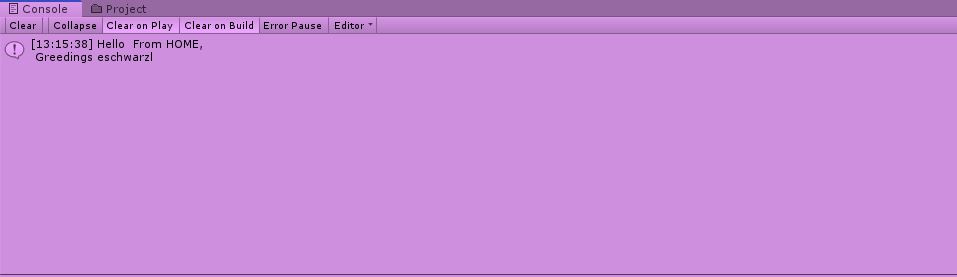 Console Project
Clear Collapse Clear on Play Clear on Build Error Pause Editor
[13:15:38] Hello  From HOME,
Greedings eschwarzl